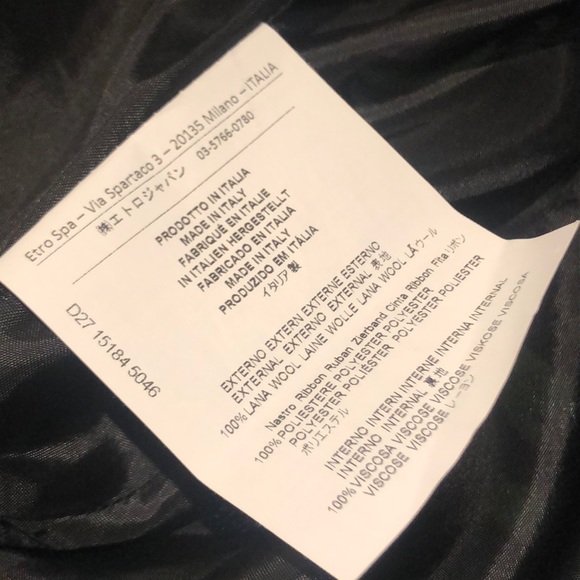 Etro Spa – Via Spartaco 3 – 20135 Milano – ITALIA
㈱エトロジャパン 03-5766-0780
PRODOTTO IN ITALIA
MADE IN ITALY
FABRIQUÉ EN ITALIE
IN ITALIEN HERGESTELLT
FABRICADO EN ITALIA
MADE IN ITALY
PRODUZIDO EM ITALIA
イタリア製
D27 15184 5046
EXTERNO EXTERN EXTERNE ESTERNO
EXTERNAL EXTERNO EXTERNAL 表地
100% LANA WOOL LAINE WOLLE LANA WOOL LÃ ウール
Nastro Ribbon Ruban Zierband Cinta Ribbon Fita リボン
100% POLIESTERE POLYESTER POLYESTER
POLYESTER POLIÉSTER POLYESTER POLIESTER
ポリエステル
INTERNO INTERN INTERNE INTERNA INTERNAL
INTERNO INTERNAL 裏地
100% VISCOSA VISCOSE VISCOSE VISKOSE VISCOSA
VISCOSE VISCOSE レーヨン